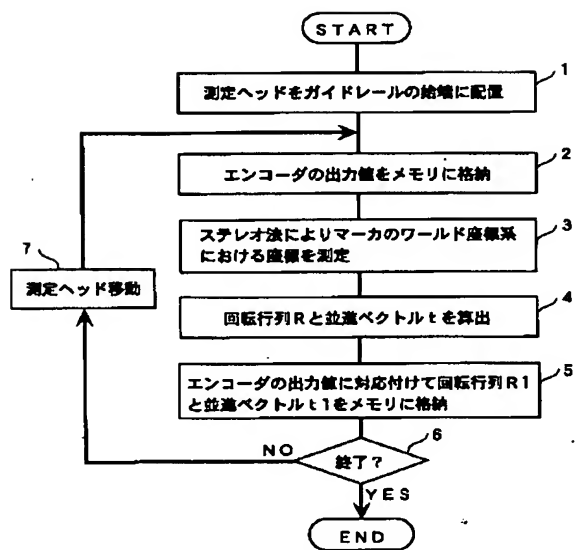 START
1
測定ヘッドをガイドレールの始端に配置
2
エンコーダの出力値をメモリに格納
3
ステレオ法によりマーカのワールド座標系
における座標を測定
7
測定ヘッド移動
4
回転行列Rと並進ベクトルtを算出
5
エンコーダの出力値に対応付けて回転行列R1
と並進ベクトルt1をメモリに格納
6
NO
終了?
YES
END